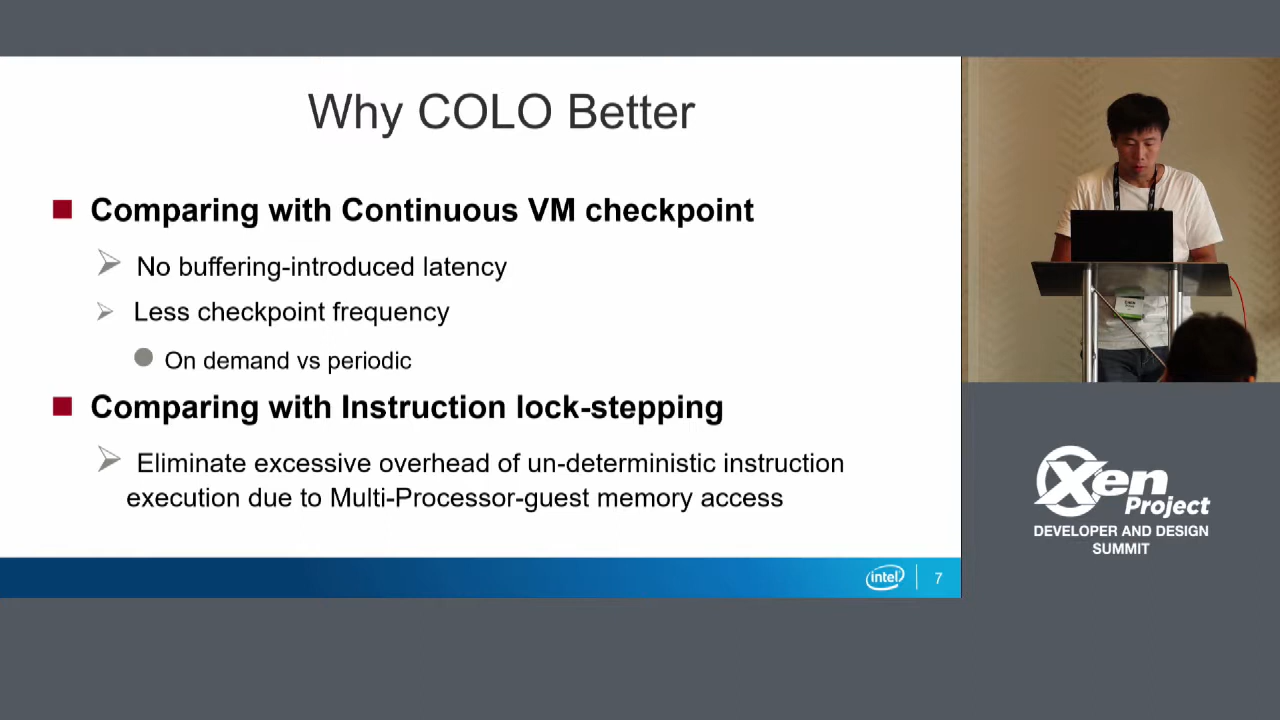 Why COLO Better
Comparing with Continuous VM checkpoint
No buffering-introduced latency
Less checkpoint frequency
On demand vs periodic
Comparing with Instruction lock-stepping
Eliminate excessive overhead of un-deterministic instruction
execution due to Multi-Processor-guest memory access
intel
7
Xen
Project
DEVELOPER AND DESIGN
SUMMIT